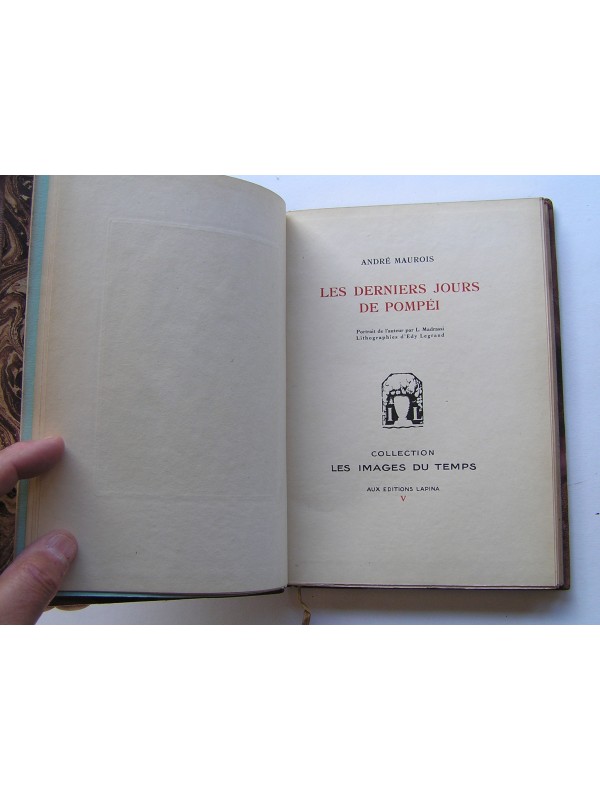 ANDRÉ MAUROIS
LES DERNIERS JOURS
DE POMPÉI
Portrait de l'auteur par L. Madrassi
Lithographies d'Edy Legrand
I L
COLLECTION
LES IMAGES DU TEMPS
AUX EDITIONS LAPINA
V